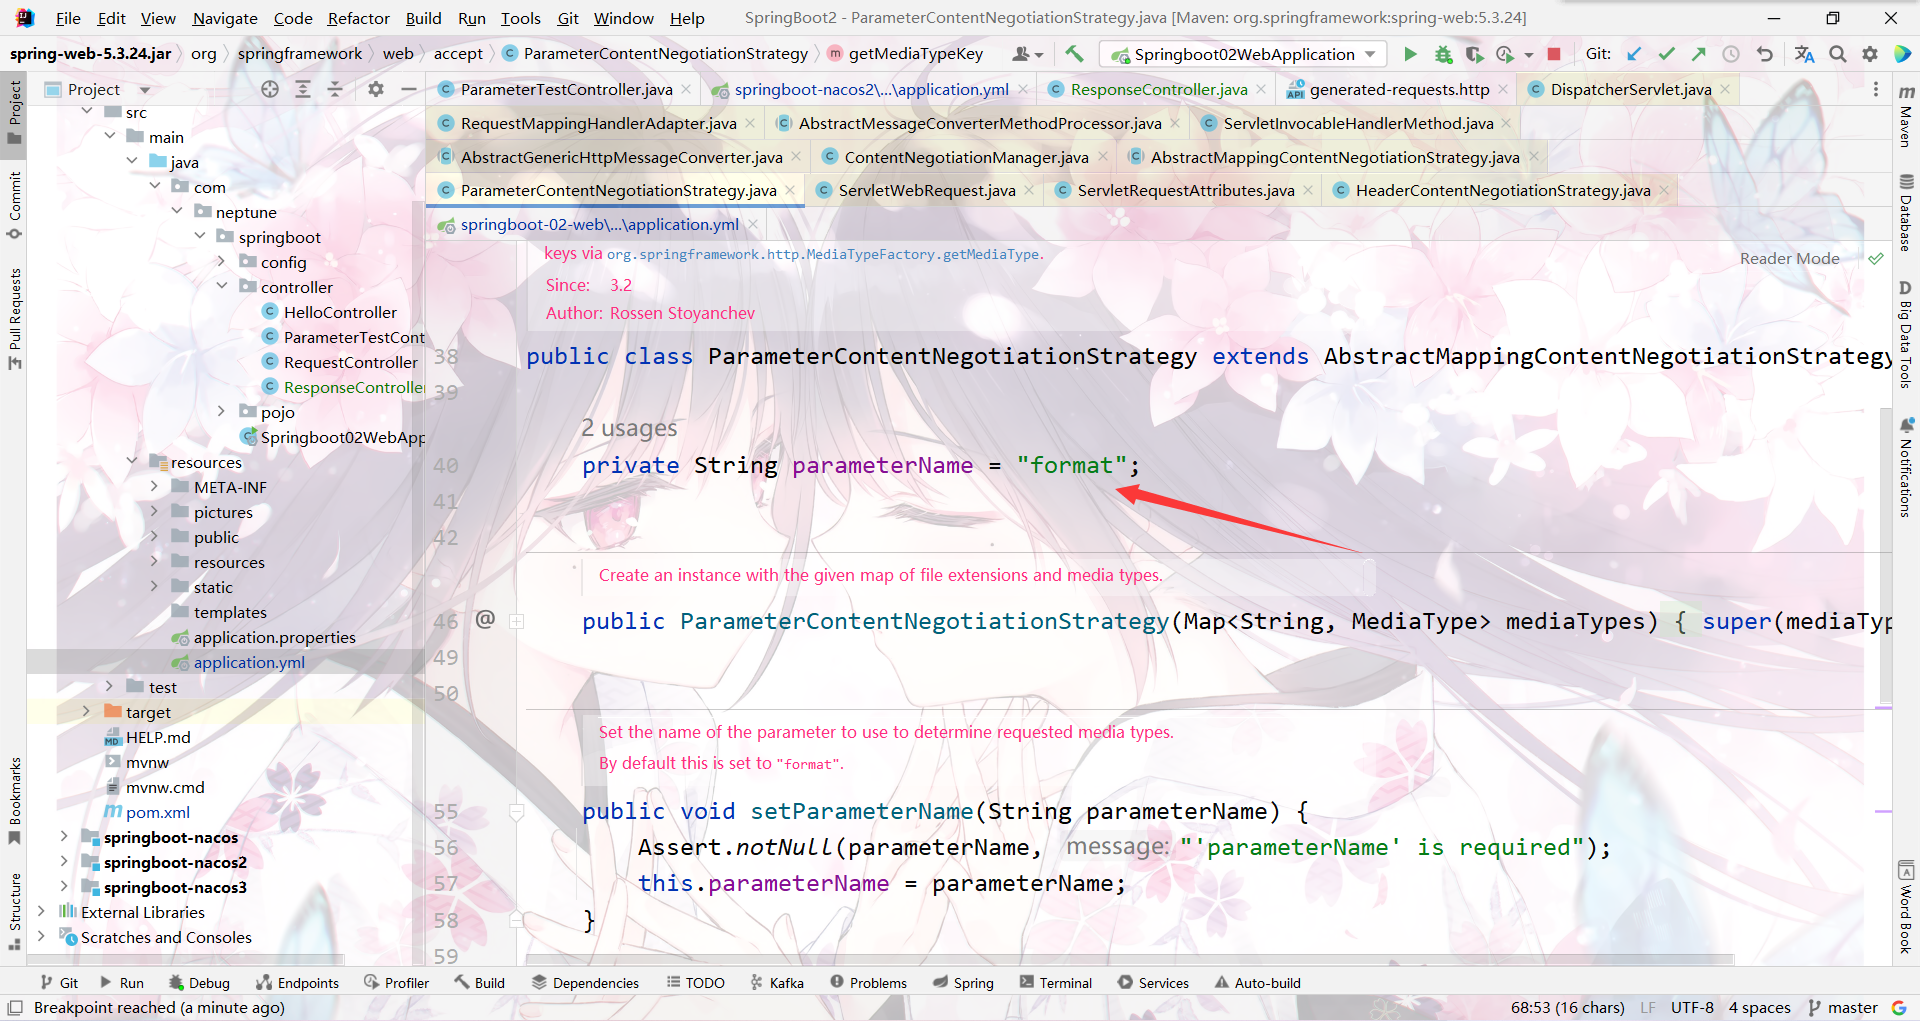 File Edit View Navigate Code Refactor Build Run Tools Git Window Help SpringBoot2 - ParameterContentNegotiationStrategy.java [Maven: org.springframework:spring-web:5.3.24]
spring-web-5.3.24.jar org springframework web accept ParameterContentNegotiationStrategy getMediaTypeKey Springboot02WebApplication Git:
Project
ParameterTestController.java springboot-nacos2\...\application.yml ResponseController.java generated-requests.http DispatcherServlet.java
RequestMappingHandlerAdapter.java AbstractMessageConverterMethodProcessor.java ServletInvocableHandlerMethod.java
AbstractGenericHttpMessageConverter.java ContentNegotiationManager.java AbstractMappingContentNegotiationStrategy.java
ParameterContentNegotiationStrategy.java ServletWebRequest.java ServletRequestAttributes.java HeaderContentNegotiationStrategy.java
springboot-02-web\...\application.yml
Project
Commit
Pull Requests
Bookmarks
Structure
src
main
java
com
neptune
springboot
config
controller
HelloController
ParameterTestCont
RequestController
ResponseController
pojo
Springboot02WebApp
resources
META-INF
pictures
public
resources
static
templates
application.properties
application.yml
test
target
HELP.md
mvnw
mvnw.cmd
pom.xml
springboot-nacos
springboot-nacos2
springboot-nacos3
External Libraries
Scratches and Consoles
keys via org.springframework.http.MediaTypeFactory.getMediaType.
Reader Mode
Since: 3.2
Author: Rossen Stoyanchev
38 public class ParameterContentNegotiationStrategy extends AbstractMappingContentNegotiationStrategy
39
2 usages
40 private String parameterName = "format";
41
42
Create an instance with the given map of file extensions and media types.
46 @ public ParameterContentNegotiationStrategy(Map<String, MediaType> mediaTypes) { super(mediaTyp
49
50
Set the name of the parameter to use to determine requested media types.
By default this is set to "format".
55 public void setParameterName(String parameterName) {
56 Assert.notNull(parameterName, message: "'parameterName' is required");
57 this.parameterName = parameterName;
58 }
59
Maven
Database
Big Data Tools
Notifications
Word Book
Git Run Debug Endpoints Profiler Build Dependencies TODO Kafka Problems Spring Terminal Services Auto-build
Breakpoint reached (a minute ago) 68:53 (16 chars) LF UTF-8 4 spaces master